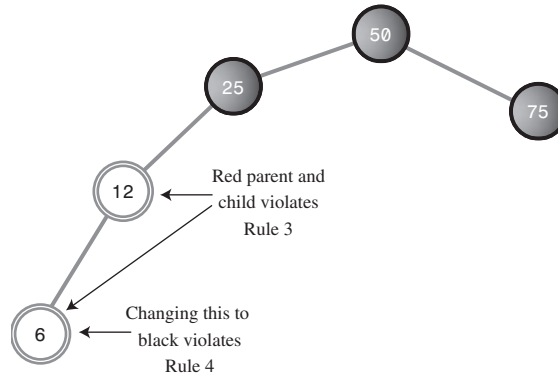 50
25
75
12
Red parent and
child violates
Rule 3
6
Changing this to
black violates
Rule 4